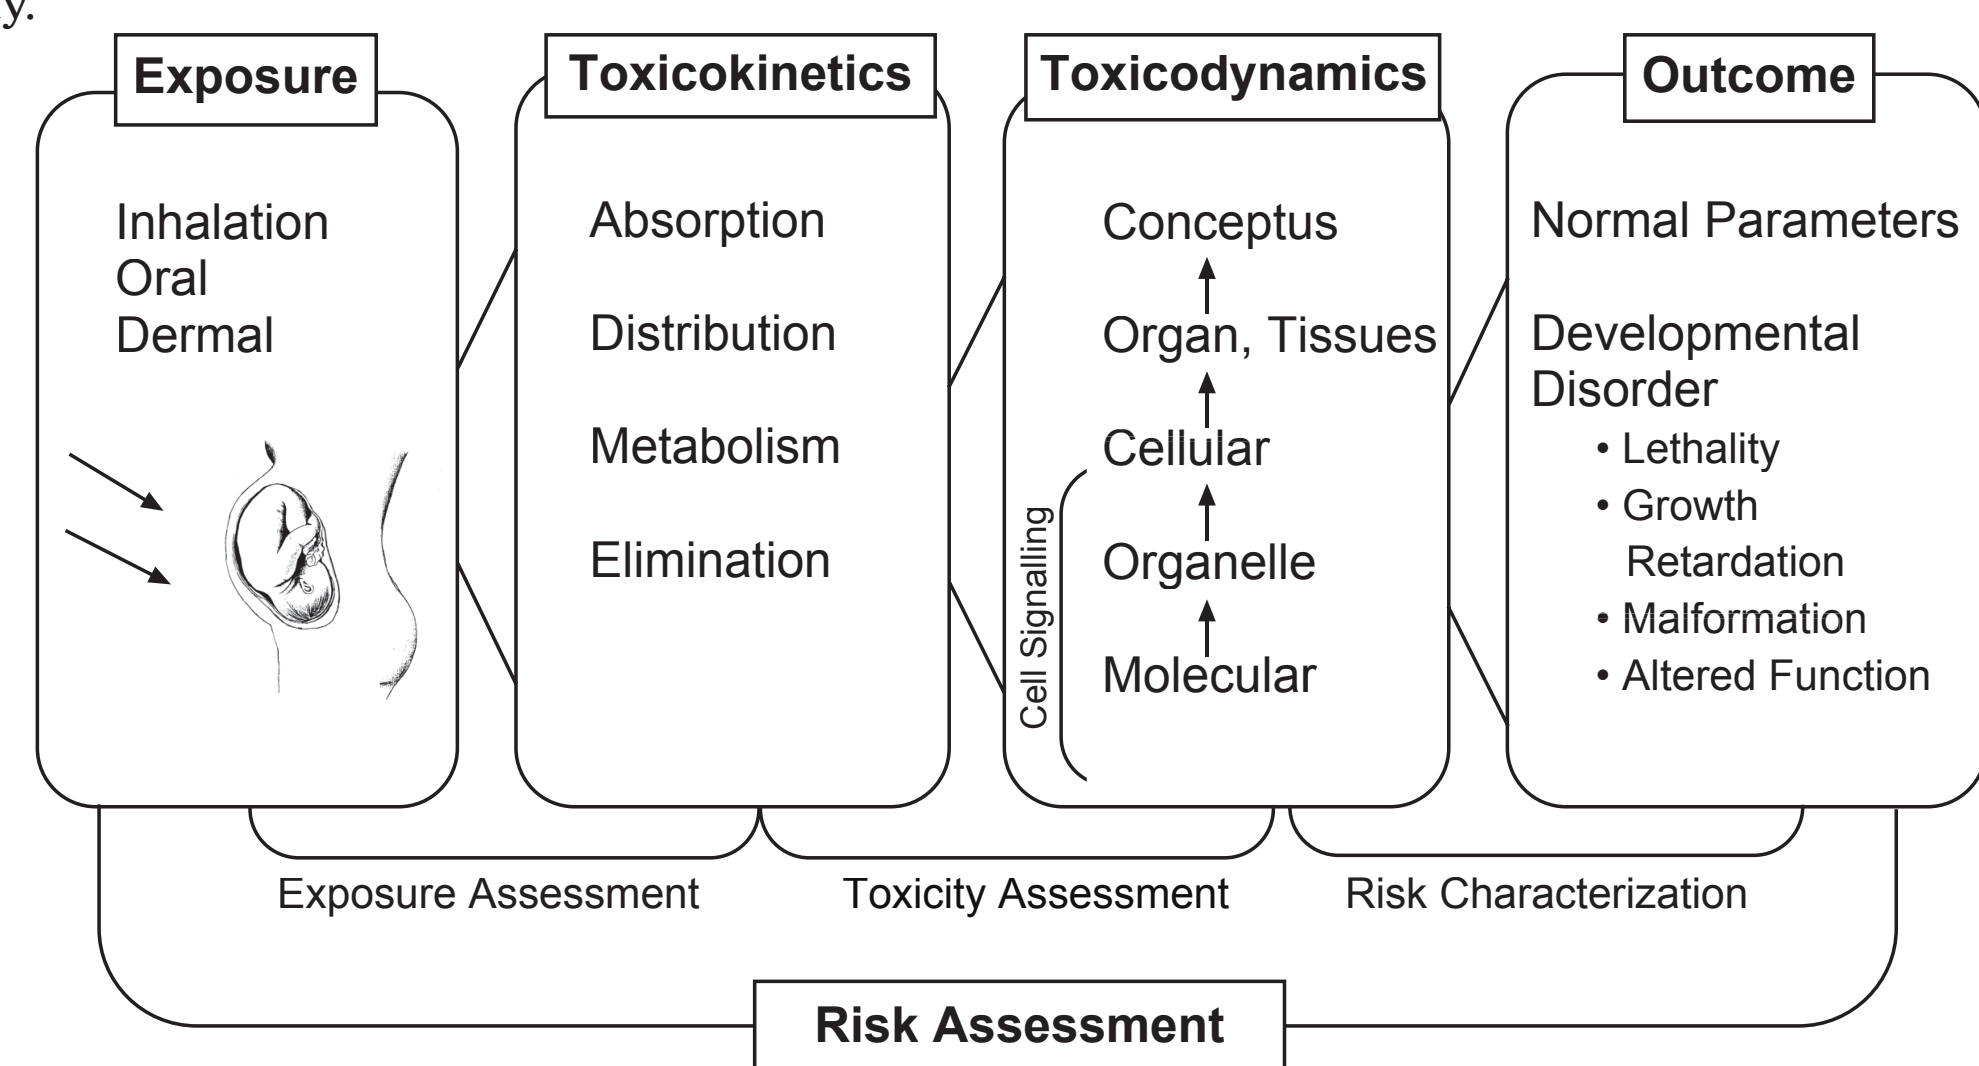 y.
Exposure
Inhalation
Oral
Dermal
Toxicokinetics
Absorption
Distribution
Metabolism
Elimination
Toxicodynamics
Conceptus
Organ, Tissues
Cellular
Organelle
Molecular
Cell Signalling
Outcome
Normal Parameters
Developmental
Disorder
• Lethality
• Growth
Retardation
• Malformation
• Altered Function
Exposure Assessment
Toxicity Assessment
Risk Characterization
Risk Assessment